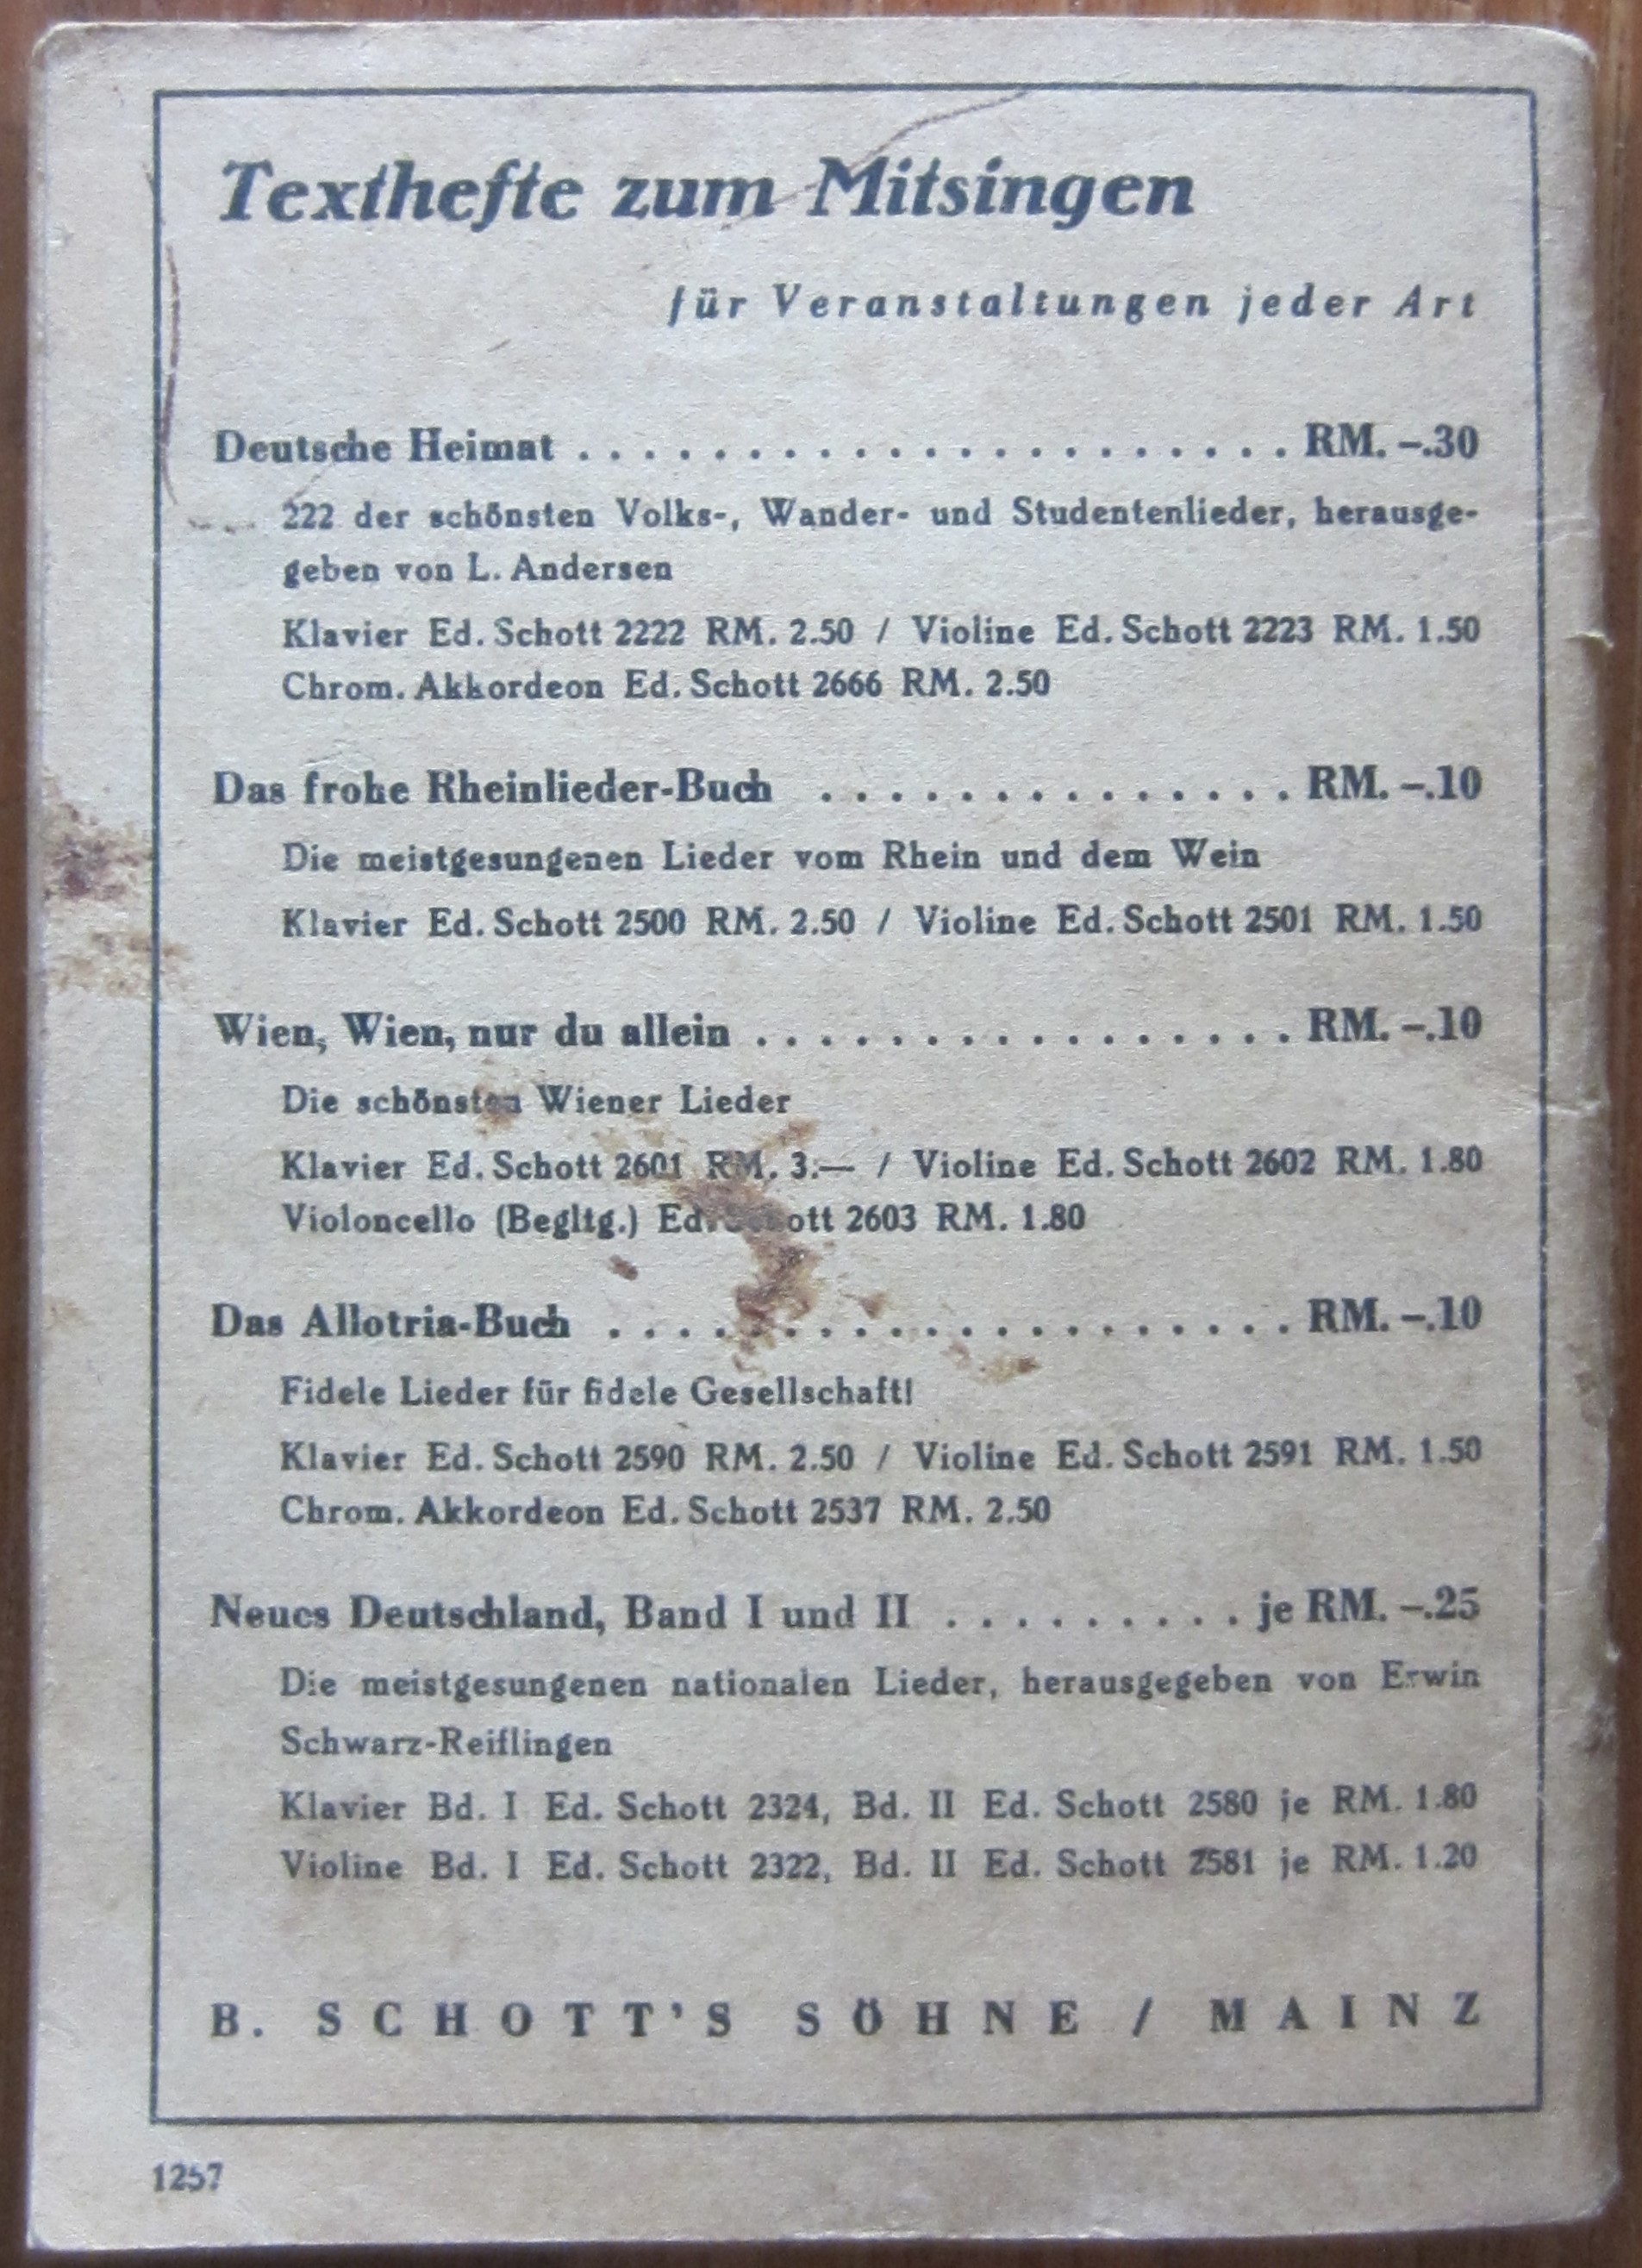 Texthefte zum Mitsingen
für Veranstaltungen jeder Art
Deutsche Heimat . . . . . . . . . . . . . . . . . . . . . . RM. –.30
222 der schönsten Volks-, Wander- und Studentenlieder, herausge-
geben von L. Andersen
Klavier Ed. Schott 2222 RM. 2.50 / Violine Ed. Schott 2223 RM. 1.50
Chrom. Akkordeon Ed. Schott 2666 RM. 2.50
Das frohe Rheinlieder-Buch . . . . . . . . . . . . . . RM. –.10
Die meistgesungenen Lieder vom Rhein und dem Wein
Klavier Ed. Schott 2500 RM. 2.50 / Violine Ed. Schott 2501 RM. 1.50
Wien, Wien, nur du allein . . . . . . . . . . . . . . . . RM. –.10
Die schönsten Wiener Lieder
Klavier Ed. Schott 2601 RM. 3.— / Violine Ed. Schott 2602 RM. 1.80
Violoncello (Begltg.) Ed. Schott 2603 RM. 1.80
Das Allotria-Buch . . . . . . . . . . . . . . . . . . . . RM. –.10
Fidele Lieder für fidele Gesellschaft!
Klavier Ed. Schott 2590 RM. 2.50 / Violine Ed. Schott 2591 RM. 1.50
Chrom. Akkordeon Ed. Schott 2537 RM. 2.50
Neues Deutschland, Band I und II . . . . . . . . . je RM. –.25
Die meistgesungenen nationalen Lieder, herausgegeben von Erwin
Schwarz-Reiflingen
Klavier Bd. I Ed. Schott 2324, Bd. II Ed. Schott 2580 je RM. 1.80
Violine Bd. I Ed. Schott 2322, Bd. II Ed. Schott 2581 je RM. 1.20
B. SCHOTT'S SÖHNE / MAINZ
1257